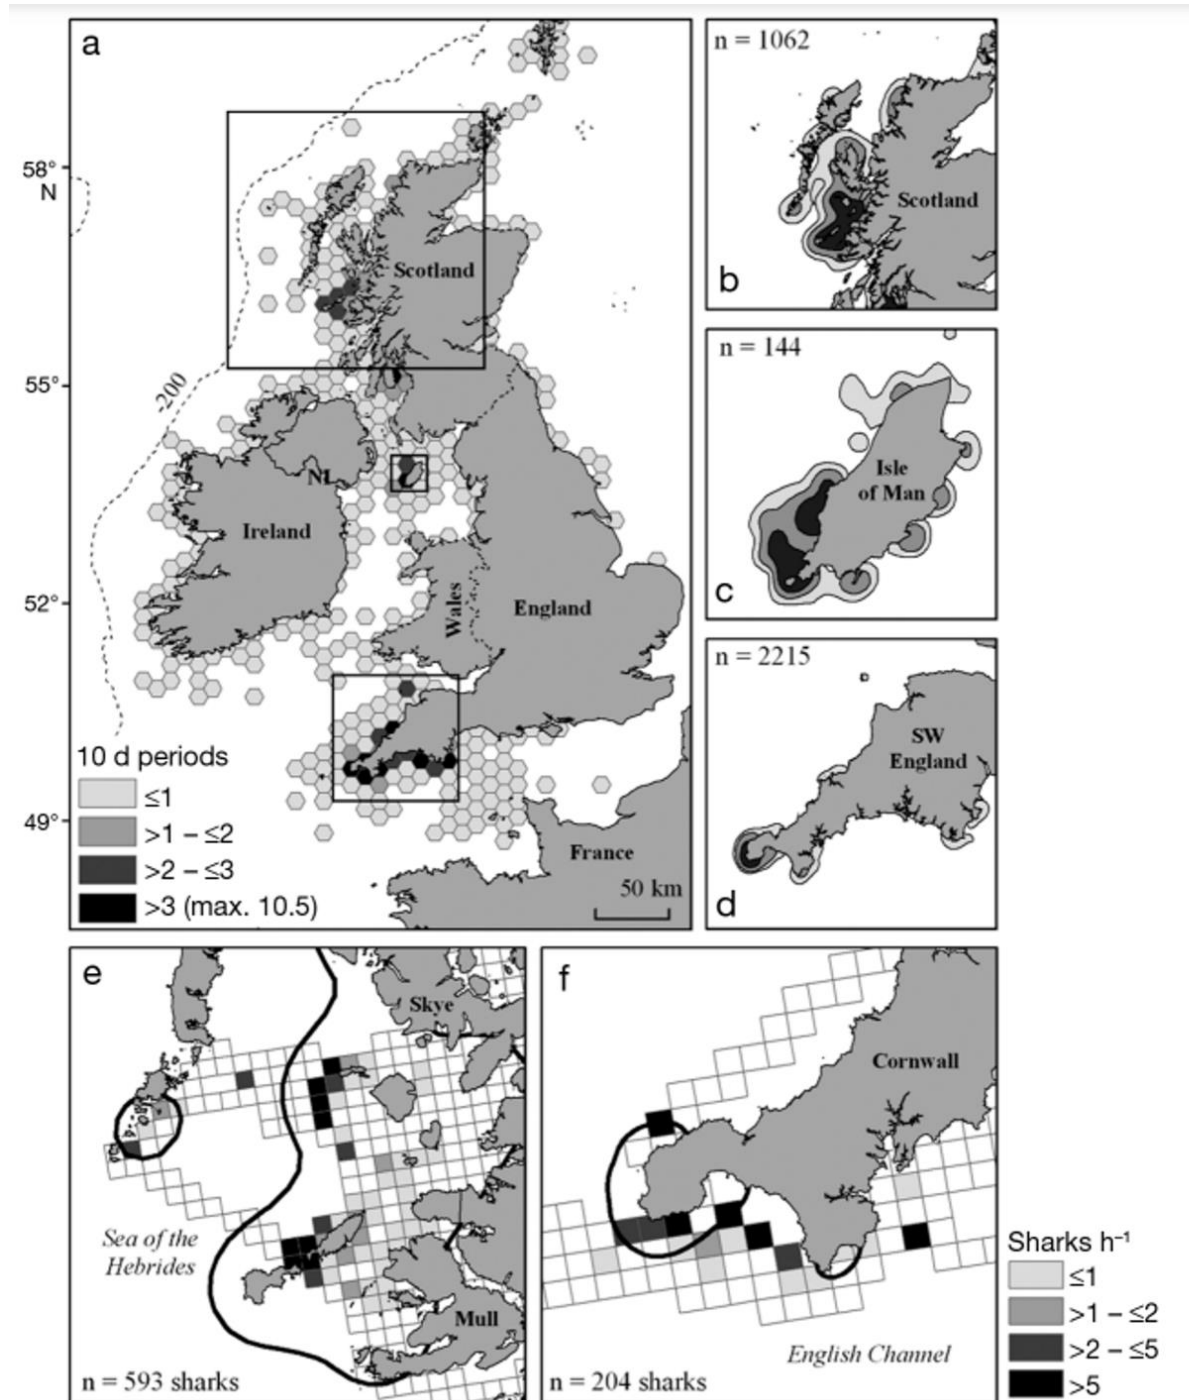 a
58°
N
Scotland
55°
-200
NI
Ireland
52°
Wales
England
10 d periods
≤1
>1 – ≤2
>2 – ≤3
>3 (max. 10.5)
49°
France
50 km
n = 1062
Scotland
b
n = 144
Isle
of Man
c
n = 2215
SW
England
d
e
Skye
Sea of the
Hebrides
Mull
n = 593 sharks
f
Cornwall
English Channel
n = 204 sharks
Sharks h⁻¹
≤1
>1 – ≤2
>2 – ≤5
>5